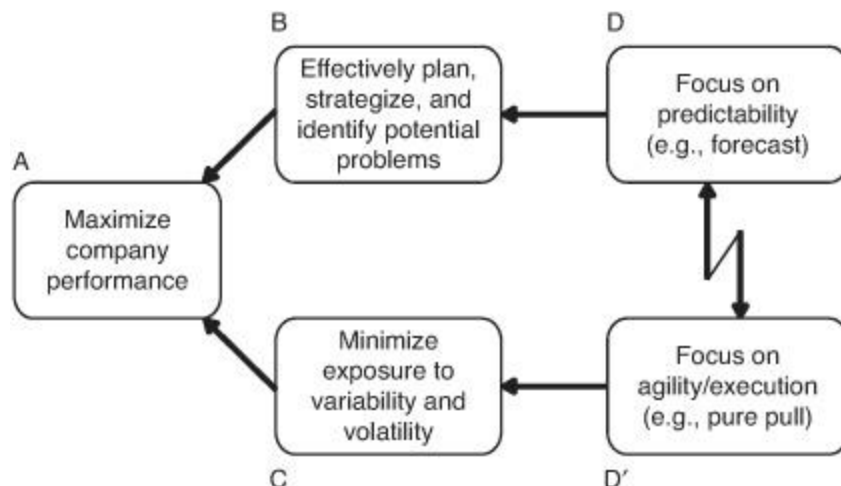 B
Effectively plan,
strategize, and
identify potential
problems
D
Focus on
predictability
(e.g., forecast)
A
Maximize
company
performance
Minimize
exposure to
variability and
volatility
C
Focus on
agility/execution
(e.g., pure pull)
D′